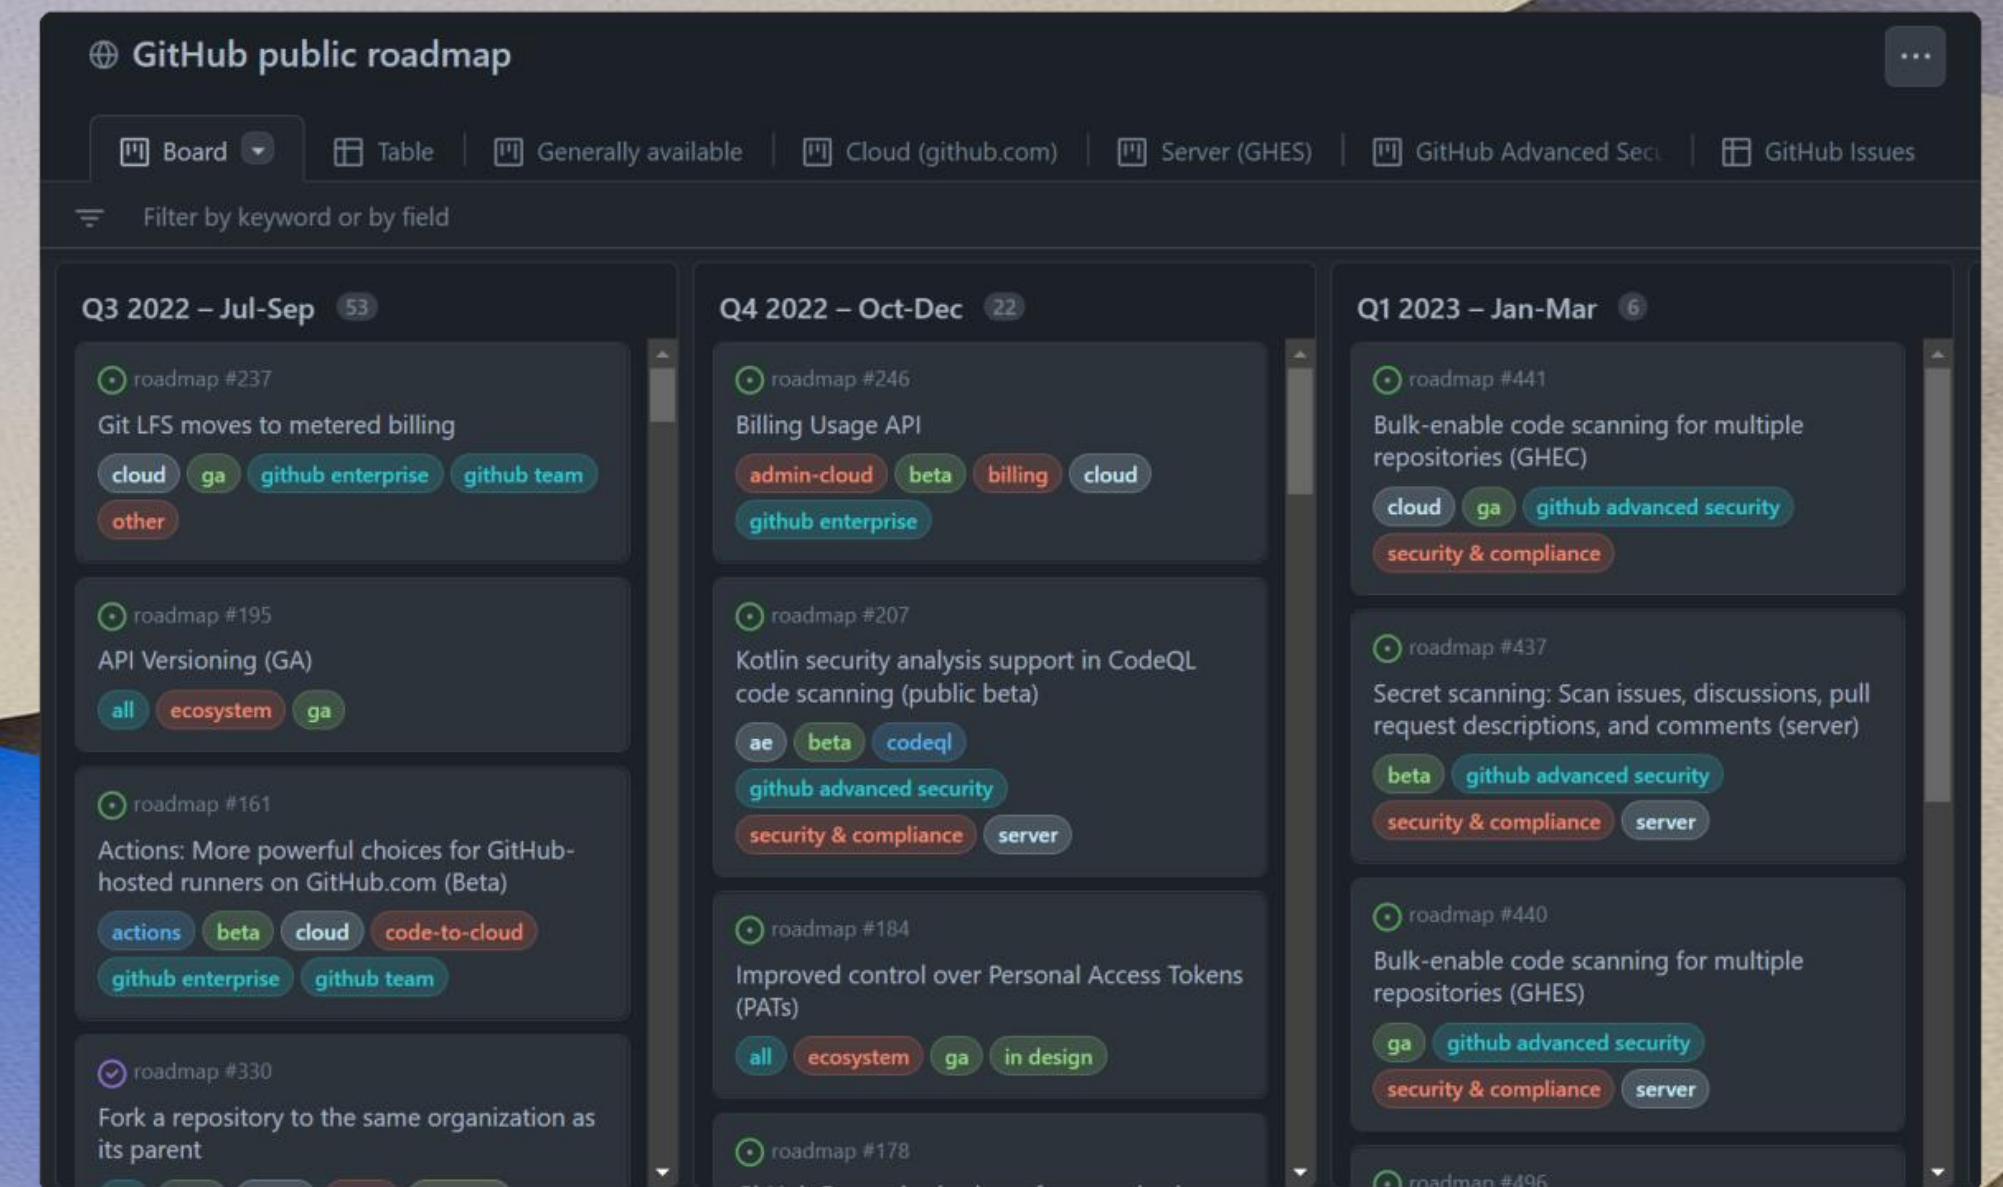 GitHub public roadmap
Board
Table
Generally available
Cloud (github.com)
Server (GHES)
GitHub Advanced Sec
GitHub Issues
Filter by keyword or by field
Q3 2022 – Jul-Sep 53
roadmap #237
Git LFS moves to metered billing
cloud ga github enterprise github team
other
roadmap #195
API Versioning (GA)
all ecosystem ga
roadmap #161
Actions: More powerful choices for GitHub-
hosted runners on GitHub.com (Beta)
actions beta cloud code-to-cloud
github enterprise github team
roadmap #330
Fork a repository to the same organization as
its parent
Q4 2022 – Oct-Dec 22
roadmap #246
Billing Usage API
admin-cloud beta billing cloud
github enterprise
roadmap #207
Kotlin security analysis support in CodeQL
code scanning (public beta)
ae beta codeql
github advanced security
security & compliance server
roadmap #184
Improved control over Personal Access Tokens
(PATs)
all ecosystem ga in design
roadmap #178
Q1 2023 – Jan-Mar 6
roadmap #441
Bulk-enable code scanning for multiple
repositories (GHEC)
cloud ga github advanced security
security & compliance
roadmap #437
Secret scanning: Scan issues, discussions, pull
request descriptions, and comments (server)
beta github advanced security
security & compliance server
roadmap #440
Bulk-enable code scanning for multiple
repositories (GHES)
ga github advanced security
security & compliance server
roadmap #496